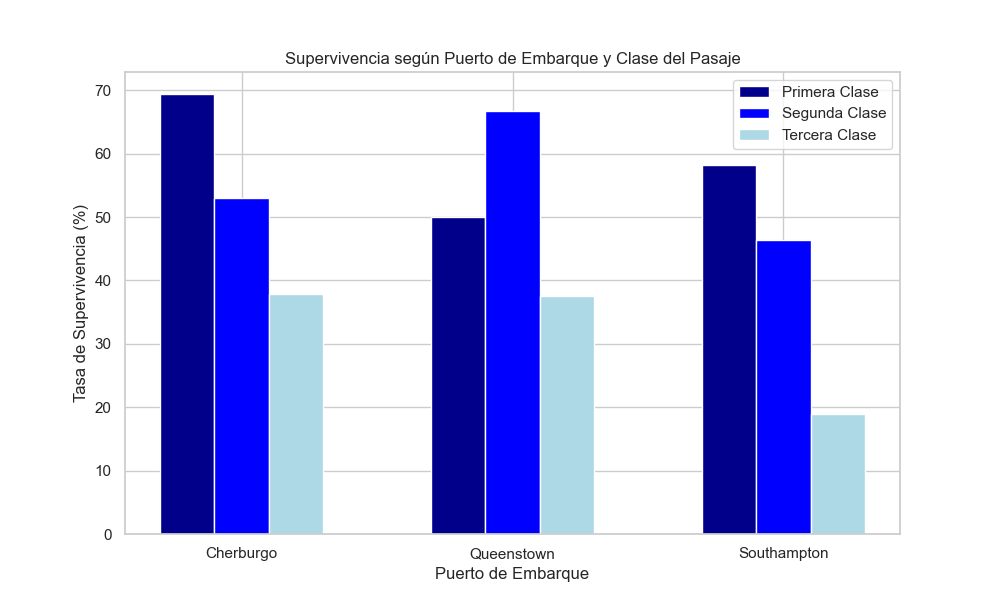 Supervivencia según Puerto de Embarque y Clase del Pasaje
Primera Clase
Segunda Clase
Tercera Clase
Tasa de Supervivencia (%)
70
60
50
40
30
20
10
0
Cherburgo
Queenstown
Southampton
Puerto de Embarque